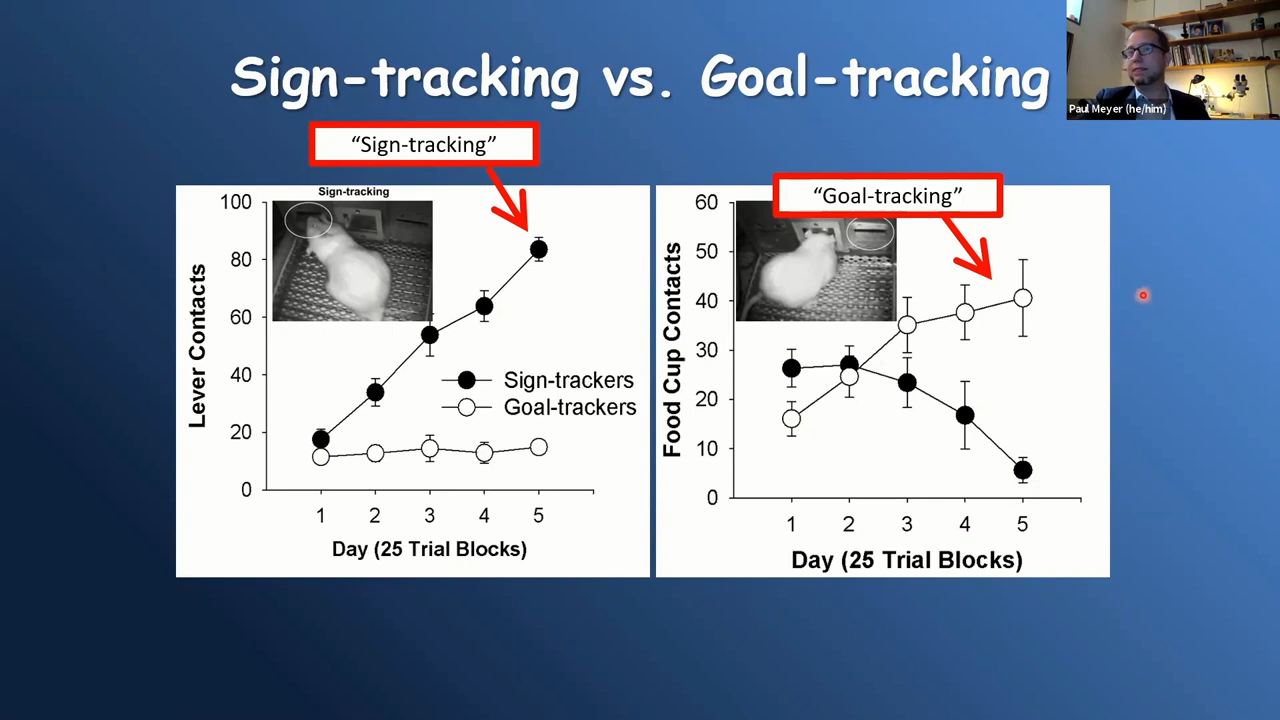 Sign-tracking vs. Goal-tracking
Paul Meyer (he/him)
“Sign-tracking”
“Goal-tracking”
Sign-tracking
100
80
60
40
20
0
Lever Contacts
Sign-trackers
Goal-trackers
1 2 3 4 5
Day (25 Trial Blocks)
60
50
40
30
20
10
0
Food Cup Contacts
1 2 3 4 5
Day (25 Trial Blocks)